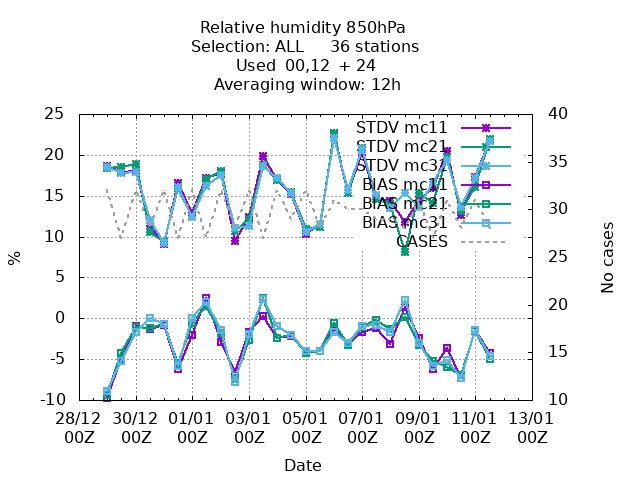 Relative humidity 850hPa
Selection: ALL 36 stations
Used 00,12 + 24
Averaging window: 12h
25
20
15
10
5
0
-5
-10
40
35
30
25
20
15
10
%
No cases
STDV mc11
STDV mc21
STDV mc31
BIAS mc11
BIAS mc21
BIAS mc31
CASES
28/12 30/12 01/01 03/01 05/01 07/01 09/01 11/01 13/01
00Z 00Z 00Z 00Z 00Z 00Z 00Z 00Z 00Z
Date